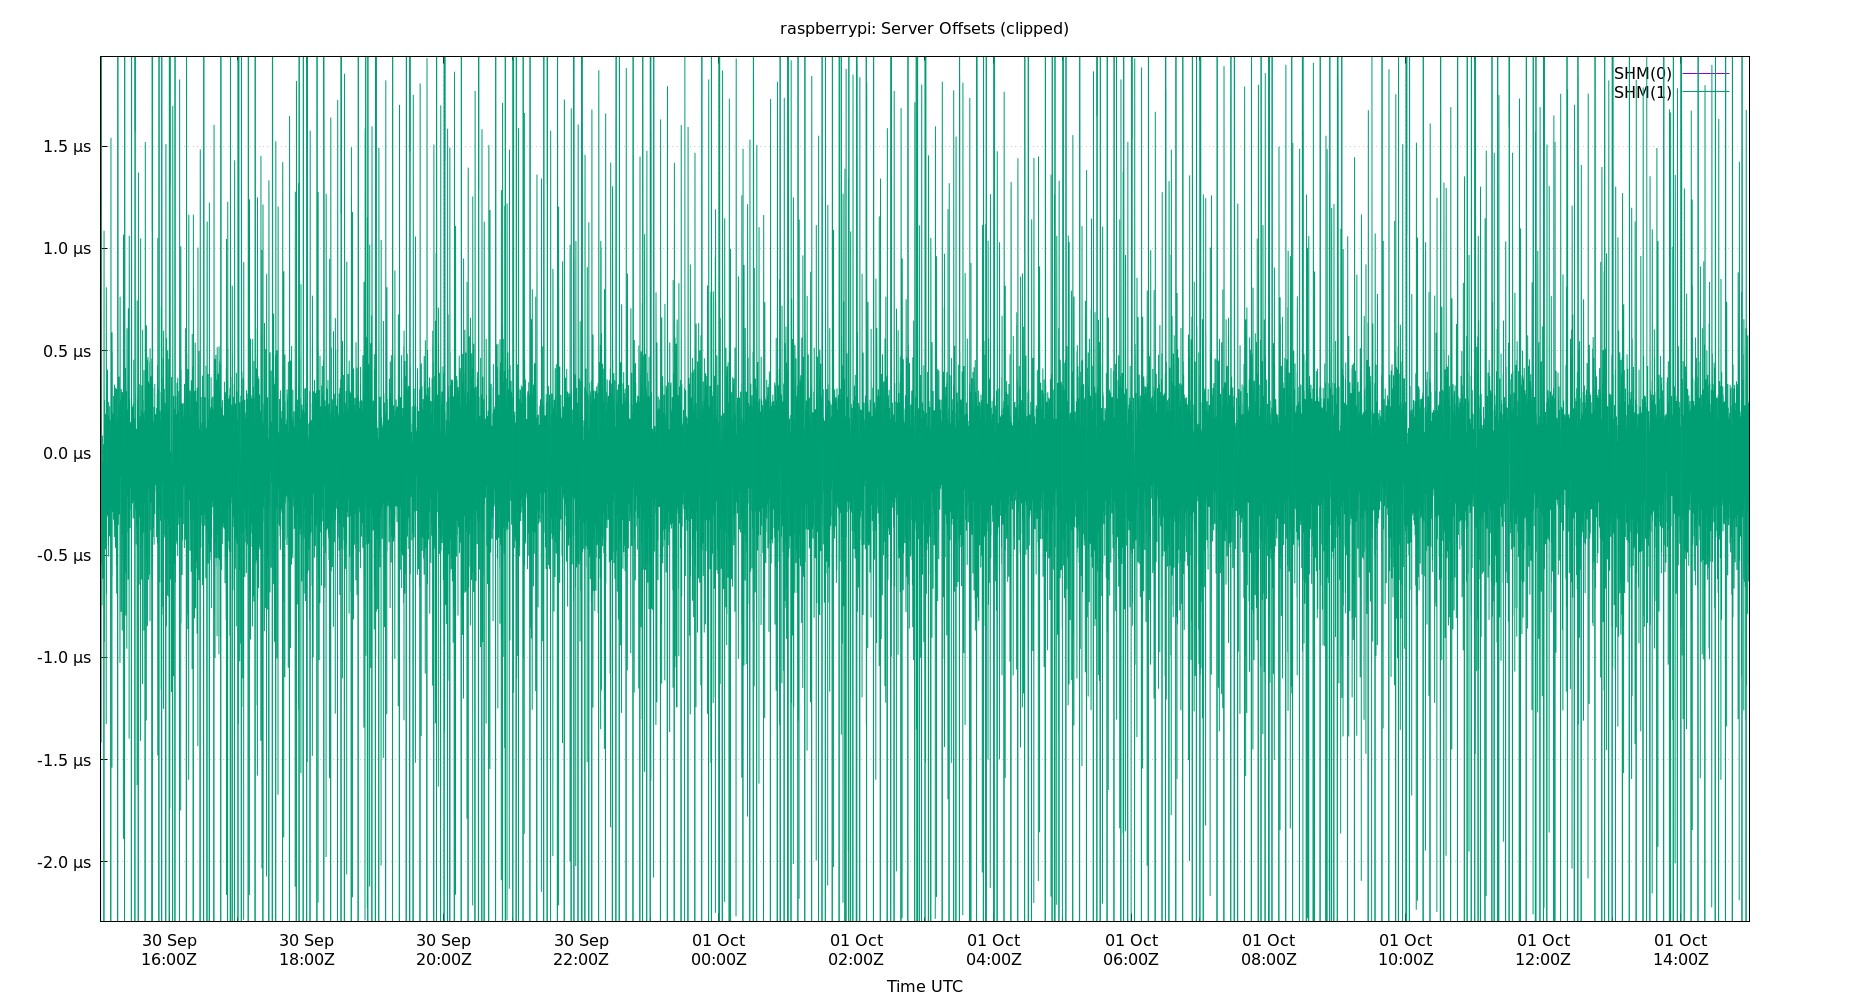 raspberrypi: Server Offsets (clipped)
SHM(0)
SHM(1)
1.5 µs
1.0 µs
0.5 µs
0.0 µs
-0.5 µs
-1.0 µs
-1.5 µs
-2.0 µs
30 Sep 30 Sep 30 Sep 30 Sep 01 Oct 01 Oct 01 Oct 01 Oct 01 Oct 01 Oct 01 Oct 01 Oct
16:00Z 18:00Z 20:00Z 22:00Z 00:00Z 02:00Z 04:00Z 06:00Z 08:00Z 10:00Z 12:00Z 14:00Z
Time UTC